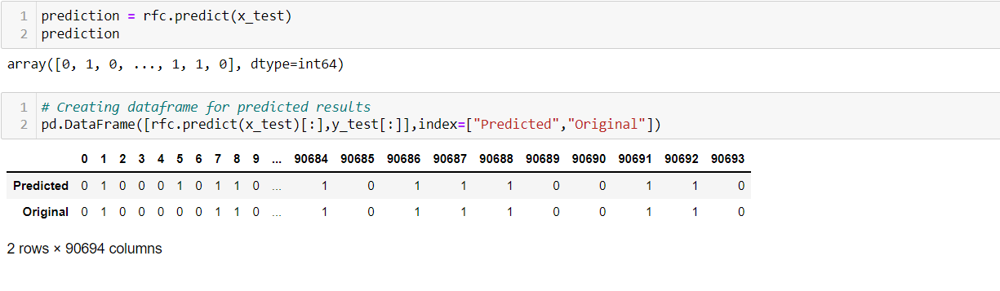 1 prediction = rfc.predict(x_test)
2 prediction
array([0, 1, 0, ..., 1, 1, 0], dtype=int64)
1 # Creating dataframe for predicted results
2 pd.DataFrame([rfc.predict(x_test)[:],y_test[:]],index=["Predicted","Original"])
0 1 2 3 4 5 6 7 8 9 ... 90684 90685 90686 90687 90688 90689 90690 90691 90692 90693
Predicted 0 1 0 0 0 1 0 1 1 0 ... 1 0 1 1 1 0 0 1 1 0
Original 0 1 0 0 0 0 0 1 1 0 ... 1 0 1 1 1 0 0 1 1 0
2 rows × 90694 columns